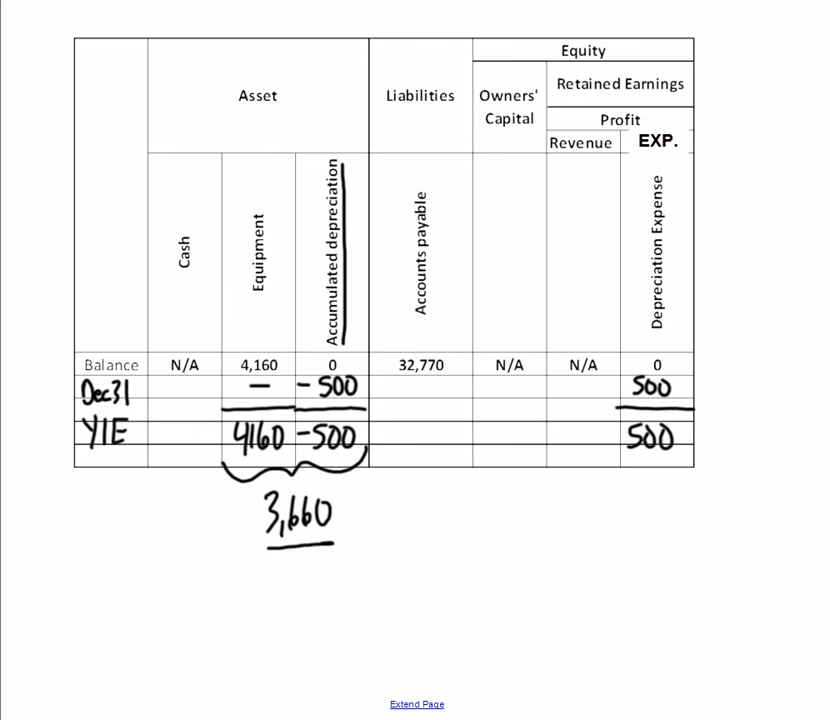 Equity
Asset Liabilities Owners' Capital Retained Earnings
Profit
Revenue EXP.
Cash Equipment Accumulated depreciation Accounts payable Depreciation Expense
Balance N/A 4,160 0 32,770 N/A N/A 0
Dec31 — -500 500
Y/E 4160 -500 500
3,660
Extend Page